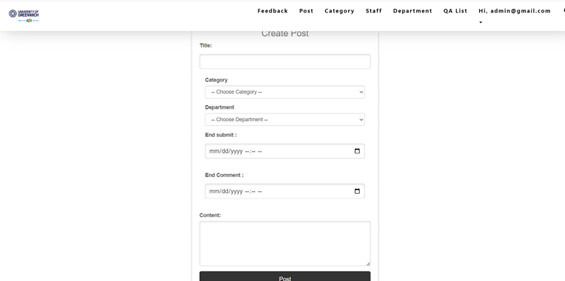 UNIVERSITY OF
GREENWICH
Feedback Post Category Staff Department QA List Hi, admin@gmail.com
Create Post
Title:
Category
-- Choose Category --
Department
-- Choose Department --
End submit :
mm/dd/yyyy --:-- --
End Comment :
mm/dd/yyyy --:-- --
Content:
Post